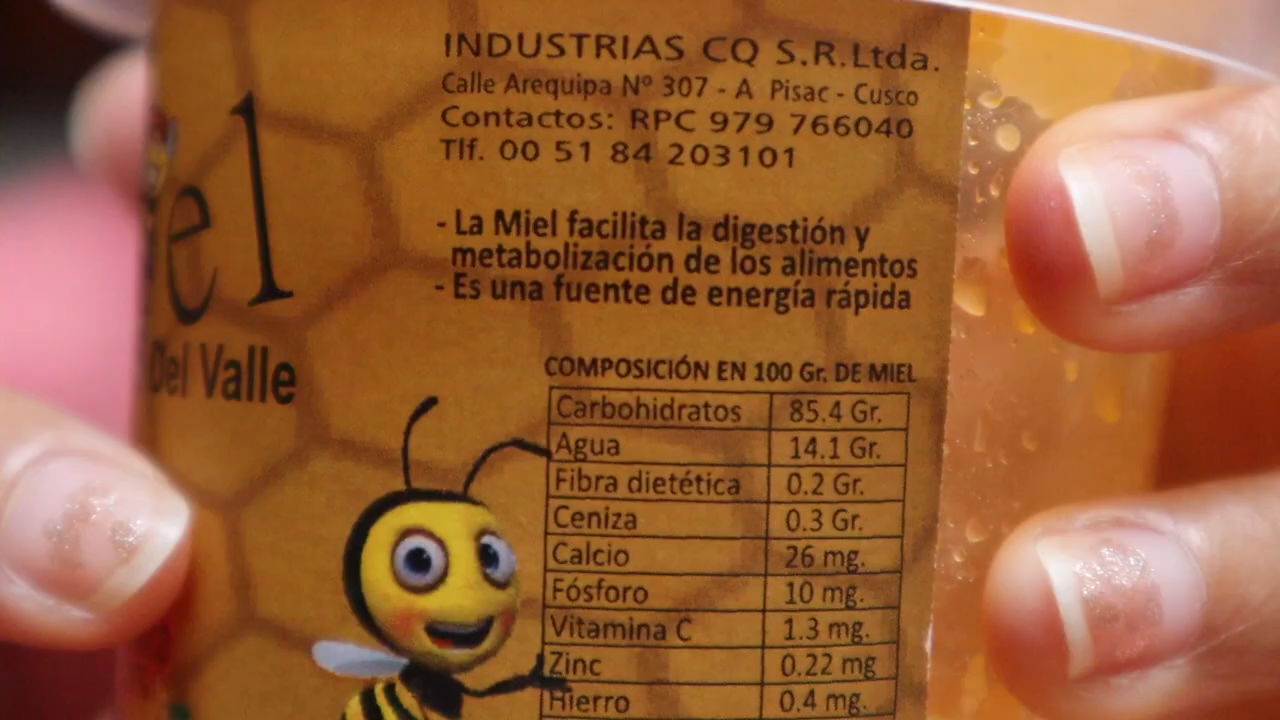 INDUSTRIAS CQ S.R.Ltda.
Calle Arequipa Nº 307 - A Pisac - Cusco
Contactos: RPC 979 766040
Tlf. 00 51 84 203101
- La Miel facilita la digestión y
metabolización de los alimentos
- Es una fuente de energía rápida
el
Del Valle
COMPOSICIÓN EN 100 Gr. DE MIEL
Carbohidratos 85.4 Gr.
Agua 14.1 Gr.
Fibra dietética 0.2 Gr.
Ceniza 0.3 Gr.
Calcio 26 mg.
Fósforo 10 mg.
Vitamina C 1.3 mg.
Zinc 0.22 mg
Hierro 0.4 mg.